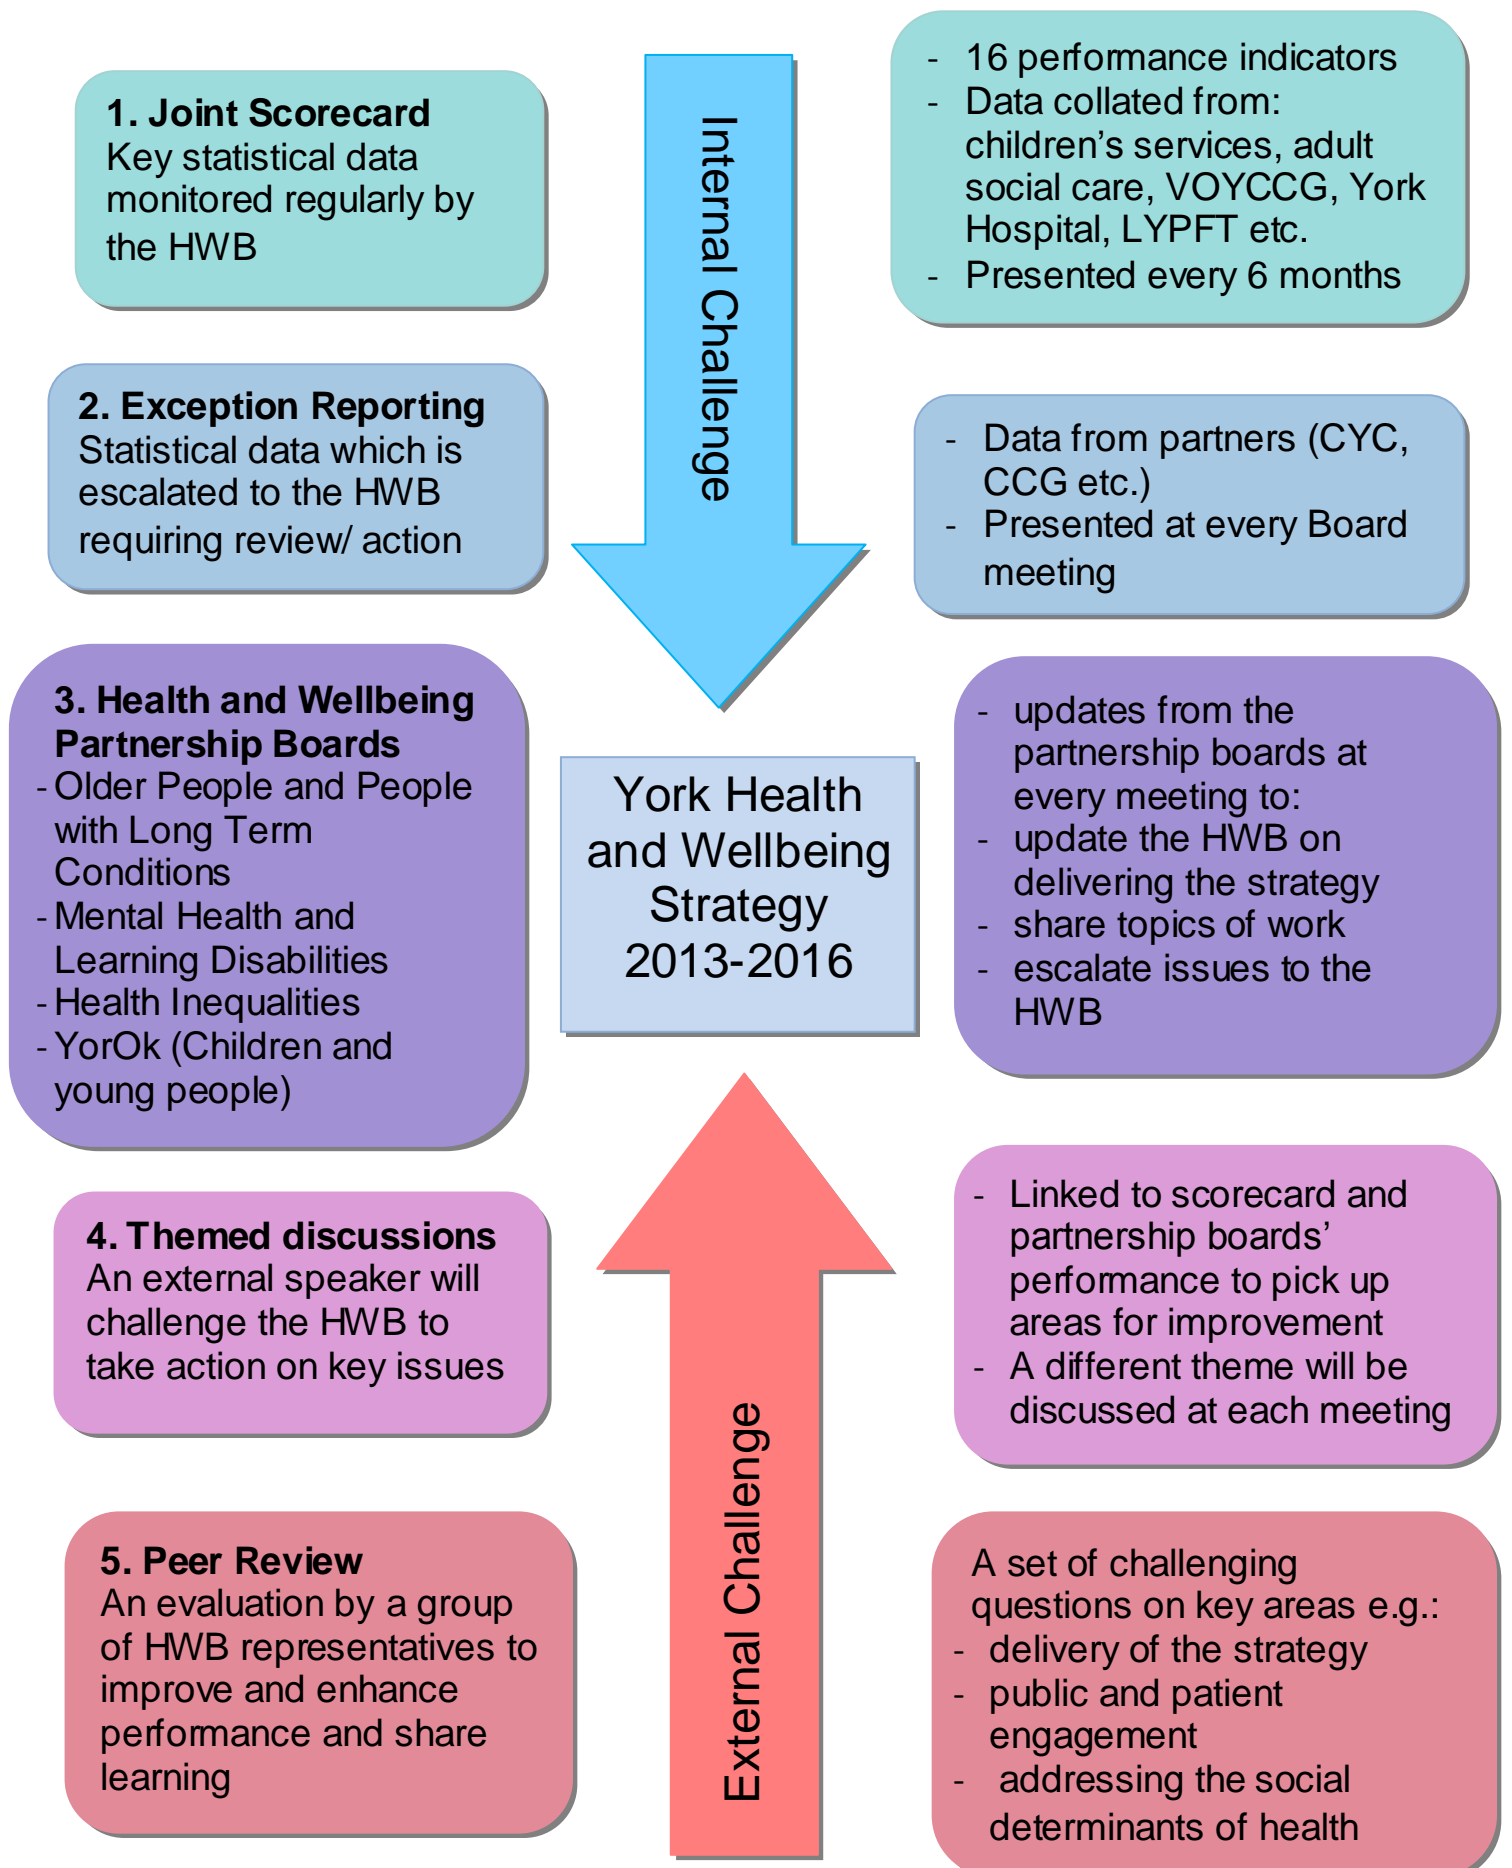 1. Joint Scorecard
Key statistical data
monitored regularly by
the HWB
Internal Challenge
- 16 performance indicators
- Data collated from:
children’s services, adult
social care, VOYCCG, York
Hospital, LYPFT etc.
- Presented every 6 months
2. Exception Reporting
Statistical data which is
escalated to the HWB
requiring review/ action
- Data from partners (CYC,
CCG etc.)
- Presented at every Board
meeting
3. Health and Wellbeing
Partnership Boards
- Older People and People
with Long Term
Conditions
- Mental Health and
Learning Disabilities
- Health Inequalities
- YorOk (Children and
young people)
York Health
and Wellbeing
Strategy
2013-2016
- updates from the
partnership boards at
every meeting to:
- update the HWB on
delivering the strategy
- share topics of work
- escalate issues to the
HWB
4. Themed discussions
An external speaker will
challenge the HWB to
take action on key issues
External Challenge
- Linked to scorecard and
partnership boards’
performance to pick up
areas for improvement
- A different theme will be
discussed at each meeting
5. Peer Review
An evaluation by a group
of HWB representatives to
improve and enhance
performance and share
learning
A set of challenging
questions on key areas e.g.:
- delivery of the strategy
- public and patient
engagement
- addressing the social
determinants of health